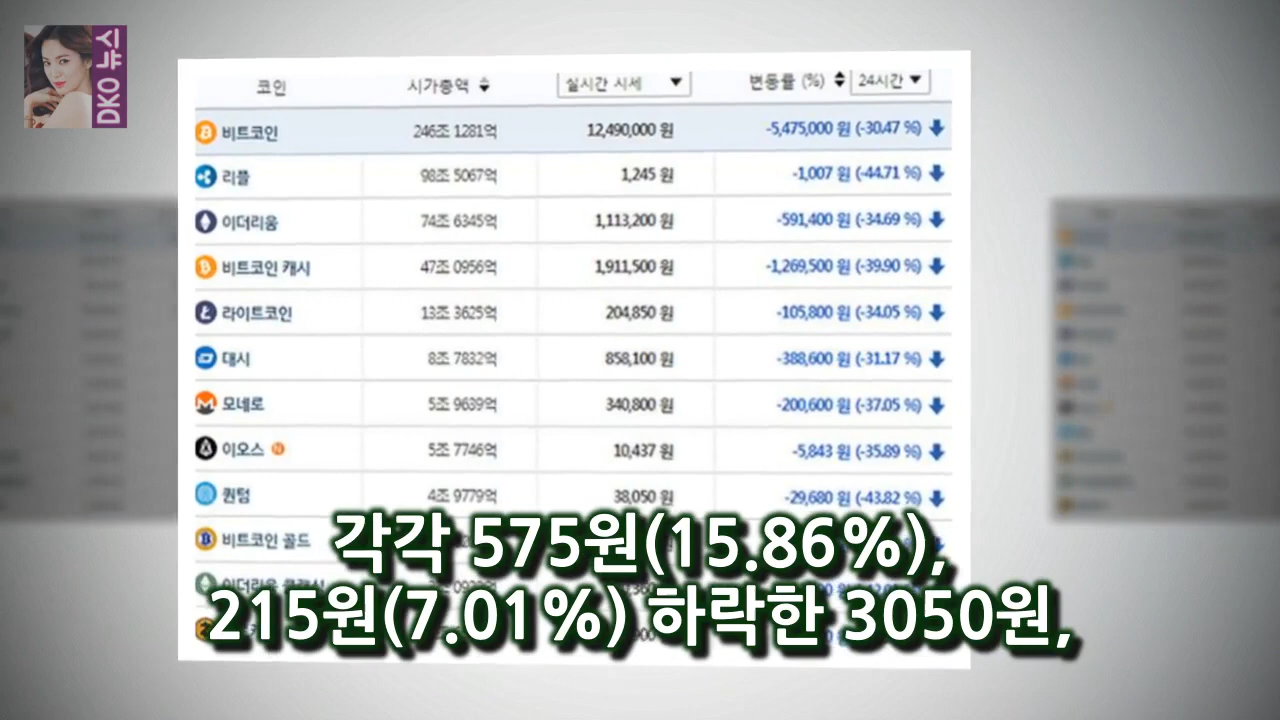 DKO 뉴스
코인 시가총액 실시간 시세 변동률 (%) 24시간
비트코인 246조 1281억 12,490,000 원 -5,475,000 원 (-30.47 %)
리플 98조 5067억 1,245 원 -1,007 원 (-44.71 %)
이더리움 74조 6345억 1,113,200 원 -591,400 원 (-34.69 %)
비트코인 캐시 47조 0956억 1,911,500 원 -1,269,500 원 (-39.90 %)
라이트코인 13조 3625억 204,850 원 -105,800 원 (-34.05 %)
대시 8조 7832억 858,100 원 -388,600 원 (-31.17 %)
모네로 5조 9639억 340,800 원 -200,600 원 (-37.05 %)
이오스 N 5조 7746억 10,437 원 -5,843 원 (-35.89 %)
퀀텀 4조 9779억 38,050 원 -29,680 원 (-43.82 %)
비트코인 골드
각각 575원(15.86%),
215원(7.01%) 하락한 3050원,